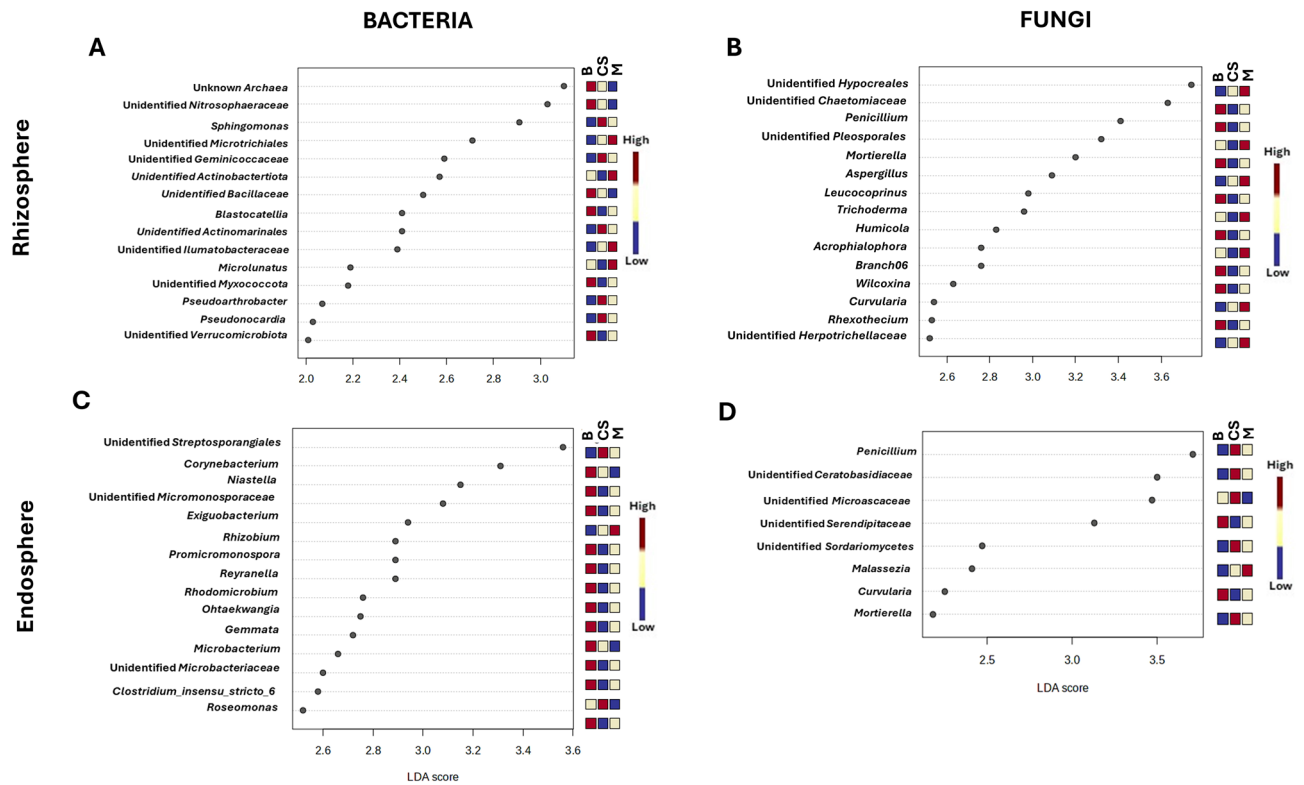 BACTERIA
FUNGI
Rhizosphere
Endosphere
A
B
CS
M
Unknown Archaea
Unidentified Nitrosophaeraceae
Sphingomonas
Unidentified Microtrichiales
Unidentified Geminicoccaceae
Unidentified Actinobactertiota
Unidentified Bacillaceae
Blastocatellia
Unidentified Actinomarinales
Unidentified Ilumatobacteraceae
Microlunatus
Unidentified Myxococcota
Pseudoarthrobacter
Pseudonocardia
Unidentified Verrucomicrobiota
High
Low
2.0 2.2 2.4 2.6 2.8 3.0
B
B
CS
M
Unidentified Hypocreales
Unidentified Chaetomiaceae
Penicillium
Unidentified Pleosporales
Mortierella
Aspergillus
Leucocoprinus
Trichoderma
Humicola
Acrophialophora
Branch06
Wilcoxina
Curvularia
Rhexothecium
Unidentified Herpotrichellaceae
High
Low
2.6 2.8 3.0 3.2 3.4 3.6
C
B
CS
M
Unidentified Streptosporangiales
Corynebacterium
Niastella
Unidentified Micromonosporaceae
Exiguobacterium
Rhizobium
Promicromonospora
Reyranella
Rhodomicrobium
Ohtaekwangia
Gemmata
Microbacterium
Unidentified Microbacteriaceae
Clostridium_insensu_stricto_6
Roseomonas
High
Low
2.6 2.8 3.0 3.2 3.3 3.6
LDA score
D
B
CS
M
Penicillium
Unidentified Ceratobasidiaceae
Unidentified Microascaceae
Unidentified Serendipitaceae
Unidentified Sordariomycetes
Malassezia
Curvularia
Mortierella
High
Low
2.5 3.0 3.5
LDA score